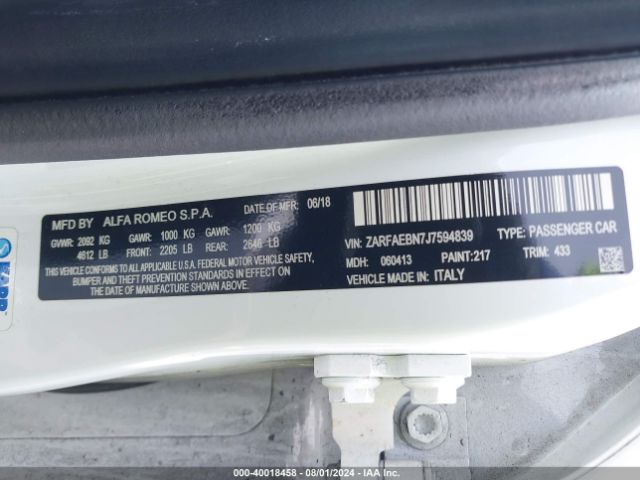 MFD BY ALFA ROMEO S.P.A. DATE OF MFR: 06/18
GVWR: 2092 KG GAWR: 1000 KG GAWR: 1200 KG
4612 LB FRONT: 2205 LB REAR: 2646 LB
THIS VEHICLE CONFORMS TO ALL APPLICABLE U.S.A. FEDERAL MOTOR VEHICLE SAFETY,
BUMPER AND THEFT PREVENTION STANDARDS IN EFFECT ON THE
DATE OF MANUFACTURE SHOWN ABOVE.
VIN: ZARFAEBN7J7594839 TYPE: PASSENGER CAR
MDH: 060413 PAINT: 217 TRIM: 433
VEHICLE MADE IN: ITALY
000-40018458 - 08/01/2024 - IAAI.COM